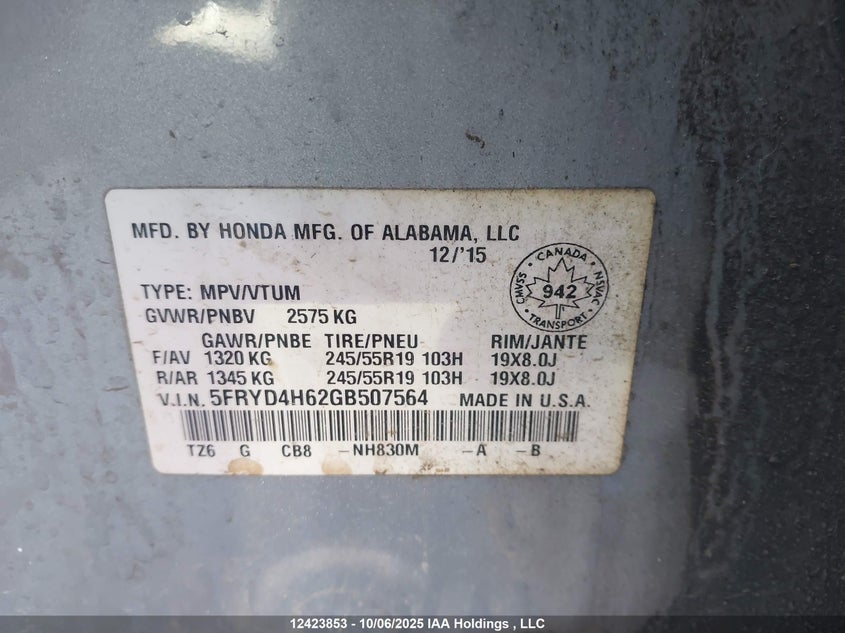 MFD. BY HONDA MFG. OF ALABAMA, LLC
12/'15
CMVSS • CANADA • NSVAC • TRANSPORT •
942
TYPE: MPV/VTUM
GVWR/PNBV 2575 KG
GAWR/PNBE TIRE/PNEU RIM/JANTE
F/AV 1320 KG 245/55R19 103H 19X8.0J
R/AR 1345 KG 245/55R19 103H 19X8.0J
V.I.N. 5FRYD4H62GB507564 MADE IN U.S.A.
TZ6 G CB8 -NH830M -A -B
12423853 - 10/06/2025 IAA Holdings , LLC